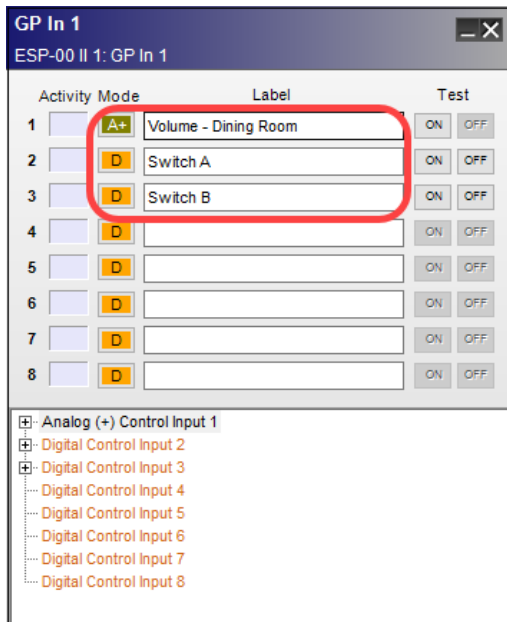 GP In 1
ESP-00 II 1: GP In 1
Activity Mode Label Test
1 A+ Volume - Dining Room ON OFF
2 D Switch A ON OFF
3 D Switch B ON OFF
4 D ON OFF
5 D ON OFF
6 D ON OFF
7 D ON OFF
8 D ON OFF
Analog (+) Control Input 1
Digital Control Input 2
Digital Control Input 3
Digital Control Input 4
Digital Control Input 5
Digital Control Input 6
Digital Control Input 7
Digital Control Input 8